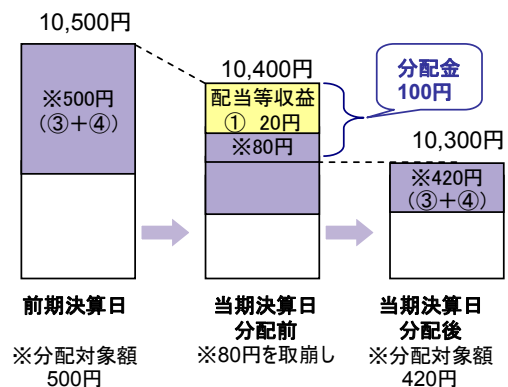 10,500円
※500円
(③+④)
10,400円
配当等収益
① 20円
※80円
分配金
100円
10,300円
※420円
(③+④)
前期決算日
※分配対象額
500円
当期決算日
分配前
※80円を取崩し
当期決算日
分配後
※分配対象額
420円